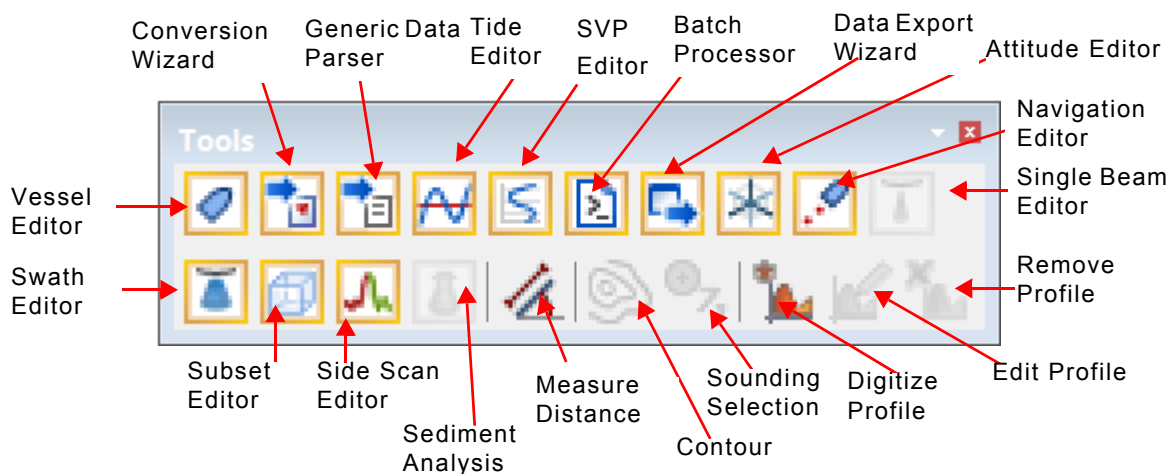 Conversion
Wizard
Generic Data
Parser
Tide
Editor
SVP
Editor
Batch
Processor
Data Export
Wizard
Attitude Editor
Navigation
Editor
Tools
Vessel
Editor
Single Beam
Editor
Swath
Editor
Remove
Profile
Subset
Editor
Side Scan
Editor
Sediment
Analysis
Measure
Distance
Contour
Sounding
Selection
Digitize
Profile
Edit Profile